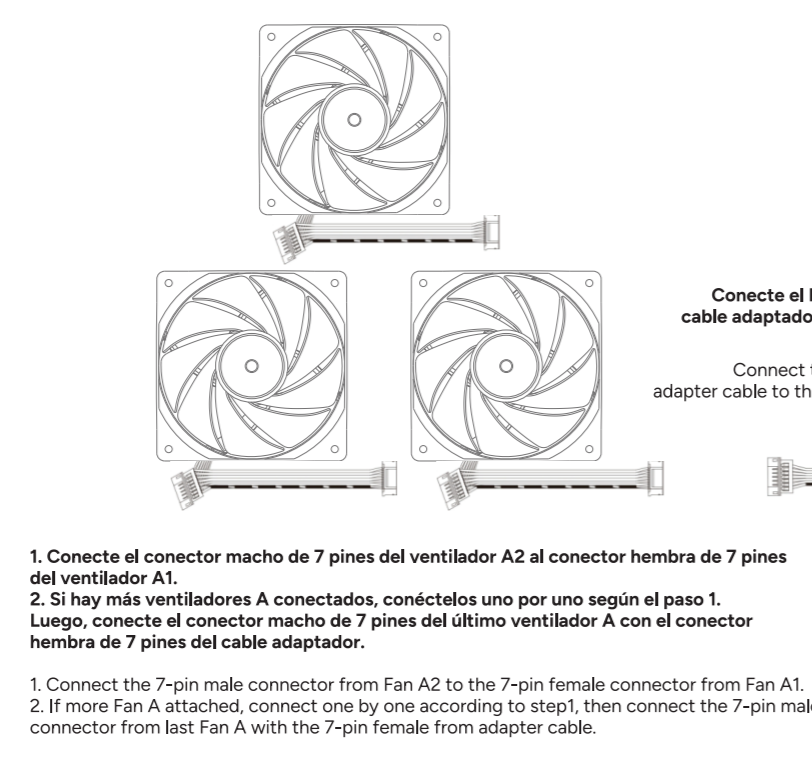 Conecte el
cable adaptado
Connect
adapter cable to th
1. Conecte el conector macho de 7 pines del ventilador A2 al conector hembra de 7 pines
del ventilador A1.
2. Si hay más ventiladores A conectados, conéctelos uno por uno según el paso 1.
Luego, conecte el conector macho de 7 pines del último ventilador A con el conector
hembra de 7 pines del cable adaptador.
1. Connect the 7-pin male connector from Fan A2 to the 7-pin female connector from Fan A1.
2. If more Fan A attached, connect one by one according to step1, then connect the 7-pin male
connector from last Fan A with the 7-pin female from adapter cable.